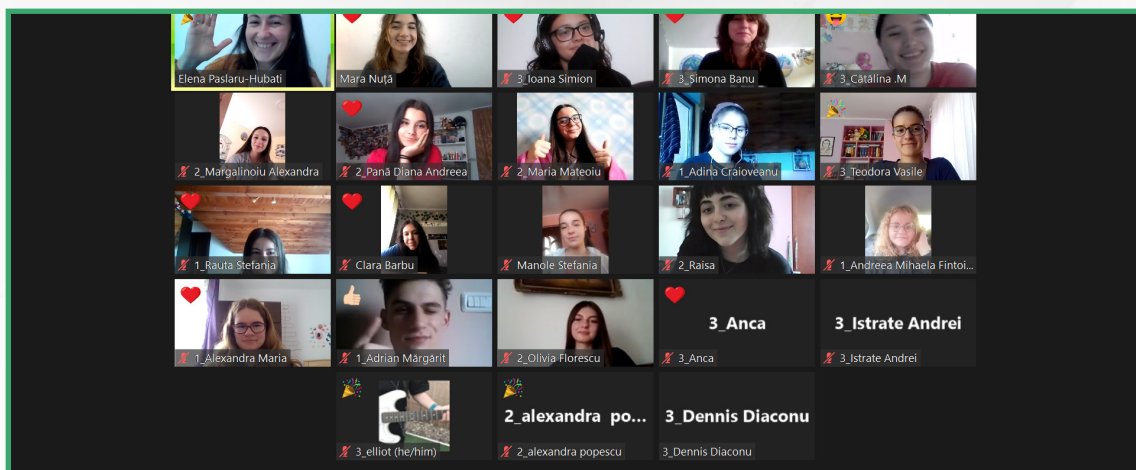 Elena Paslaru-Hubati
Mara Nuță
3_Ioana Simion
3_Simona Banu
3_Cătălina .M
2_Margalinoiu Alexandra
2_Pană Diana Andreea
2_Maria Mateoiu
1_Adina Craioveanu
3_Teodora Vasile
1_Rauta Stefania
Clara Barbu
Manole Stefania
2_Raisa
1_Andreea Mihaela Fintoi...
1_Alexandra Maria
1_Adrian Mărgărit
2_Olivia Florescu
3_Anca
3_Anca
3_Istrate Andrei
3_Istrate Andrei
3_elliot (he/him)
2_alexandra po...
2_alexandra popescu
3_Dennis Diaconu
3_Dennis Diaconu